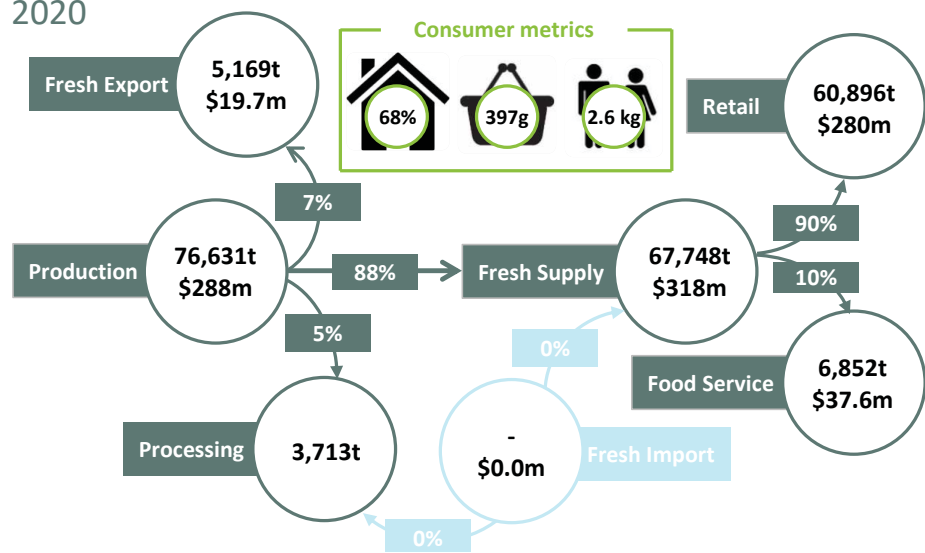 2020
Consumer metrics
68%
397g
2.6 kg
Fresh Export
5,169t
$19.7m
Retail
60,896t
$280m
7%
90%
Production
76,631t
$288m
88%
Fresh Supply
67,748t
$318m
10%
5%
0%
Food Service
6,852t
$37.6m
Processing
3,713t
-
$0.0m
Fresh Import
0%